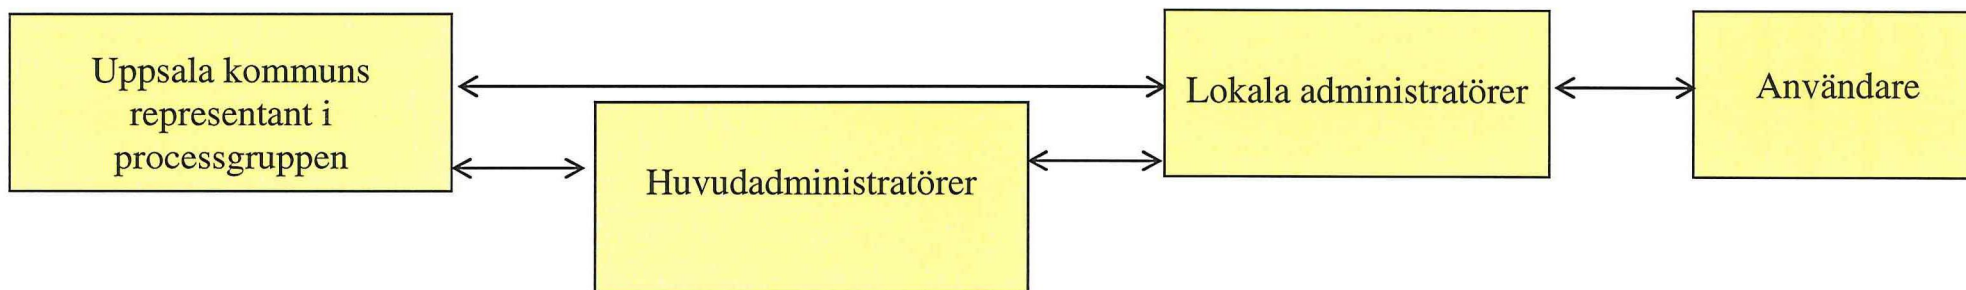 Uppsala kommuns
representant i
processgruppen
Huvudadministratörer
Lokala administratörer
Användare